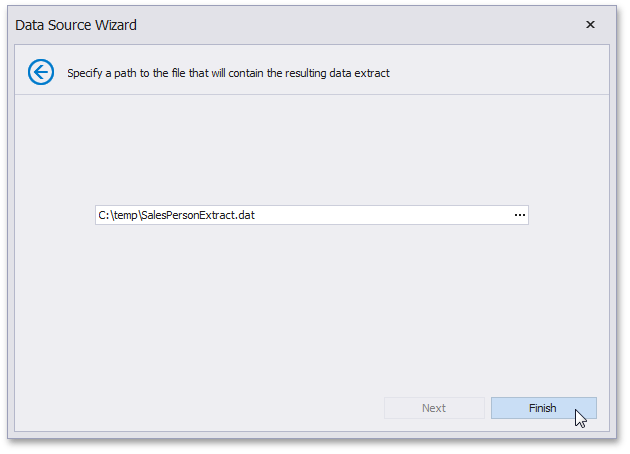 Data Source Wizard
Specify a path to the file that will contain the resulting data extract
C:\temp\SalesPersonExtract.dat
Next
Finish